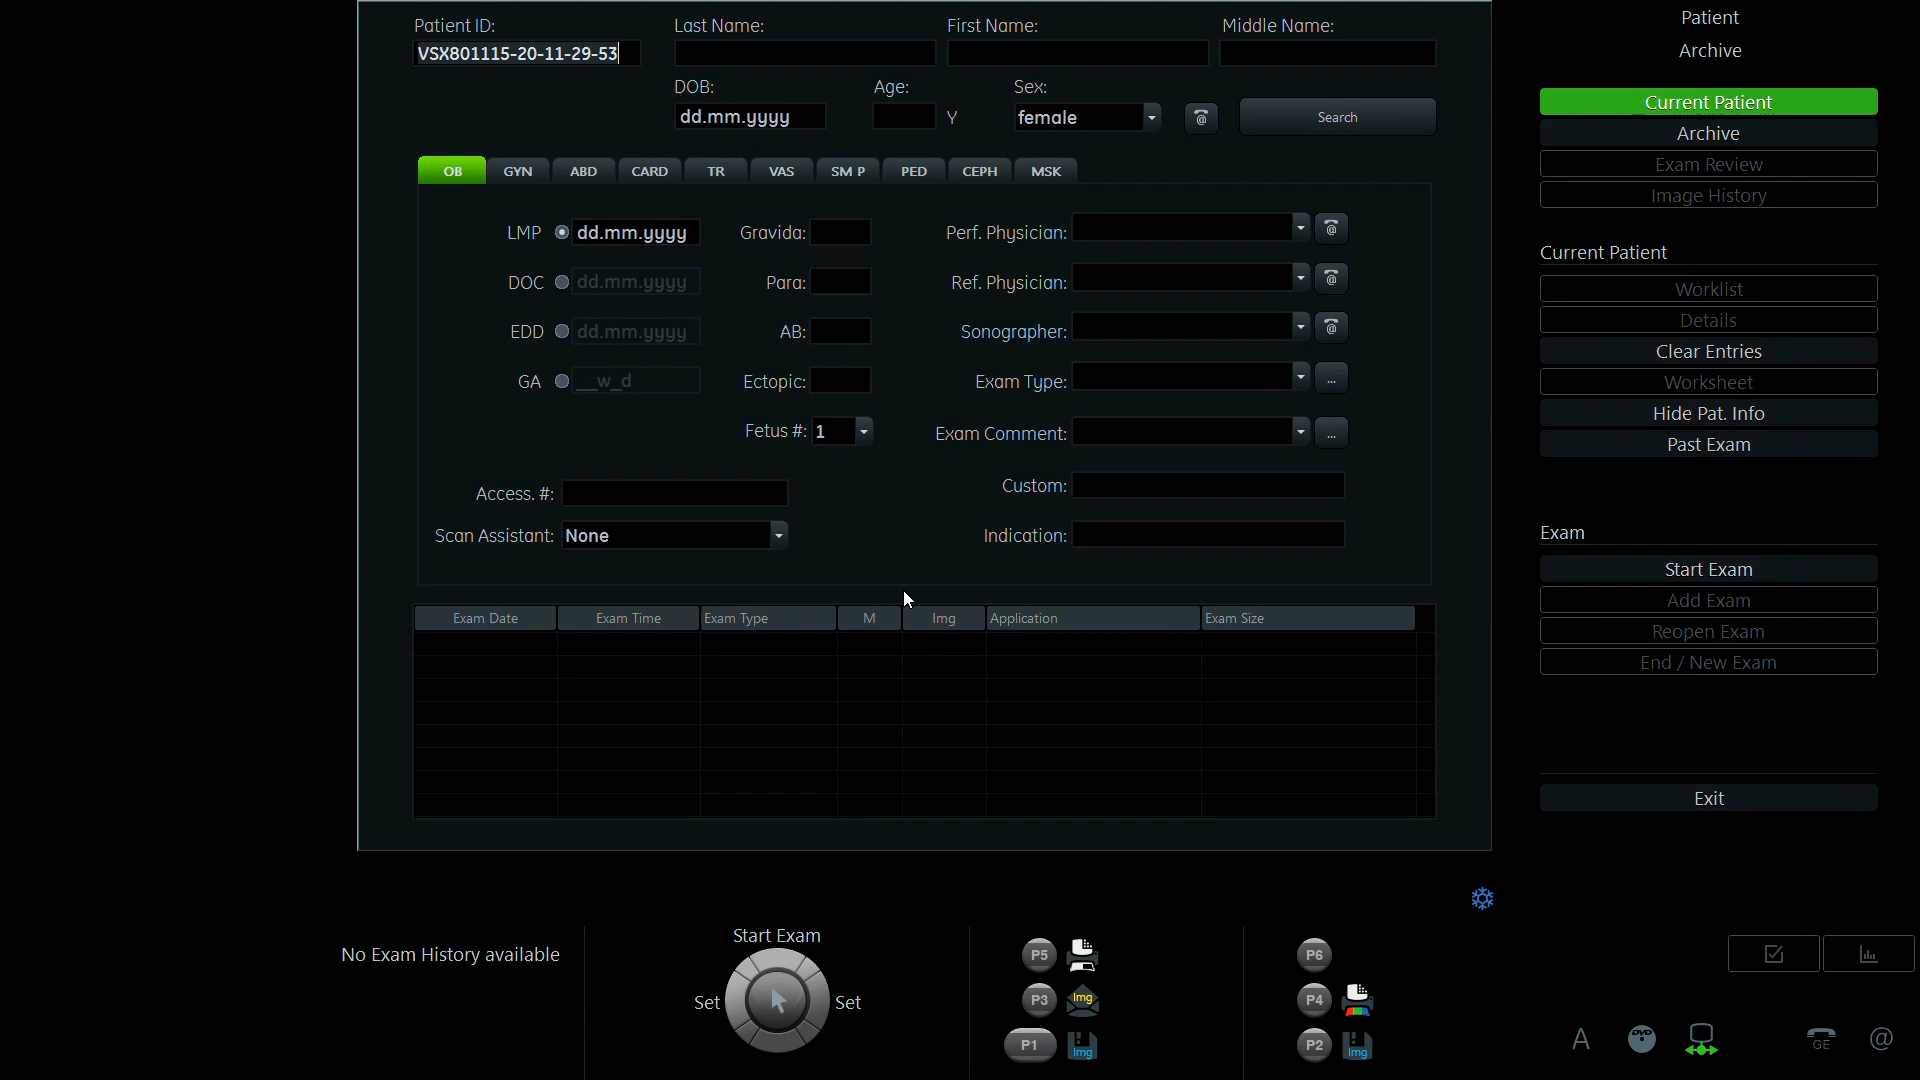 Patient ID: Last Name: First Name: Middle Name:
VSX801115-20-11-29-53
DOB: Age: Sex:
dd.mm.yyyy Y female @ Search
OB GYN ABD CARD TR VAS SM P PED CEPH MSK
LMP dd.mm.yyyy Gravida: Perf. Physician: @
DOC dd.mm.yyyy Para: Ref. Physician: @
EDD dd.mm.yyyy AB: Sonographer: @
GA __w_d Ectopic: Exam Type: ...
Fetus #: 1 Exam Comment: ...
Access. #: Custom:
Scan Assistant: None Indication:
Exam Date Exam Time Exam Type M Img Application Exam Size
Patient
Archive
Current Patient
Archive
Exam Review
Image History
Current Patient
Worklist
Details
Clear Entries
Worksheet
Hide Pat. Info
Past Exam
Exam
Start Exam
Add Exam
Reopen Exam
End / New Exam
Exit
No Exam History available
Start Exam
Set Set
P5
P3 Img
P1 Img
P6
P4
P2 Img
A DVD GE @